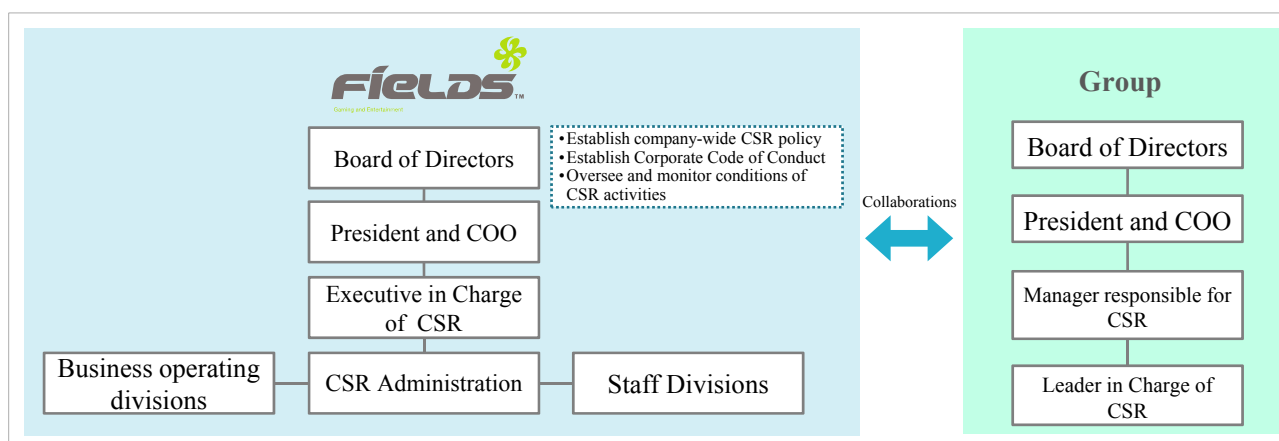 FIELDS™
Gaming and Entertainment
Board of Directors
• Establish company-wide CSR policy
• Establish Corporate Code of Conduct
• Oversee and monitor conditions of
CSR activities
President and COO
Executive in Charge
of CSR
Business operating
divisions
CSR Administration
Staff Divisions
Collaborations
Group
Board of Directors
President and COO
Manager responsible for
CSR
Leader in Charge of
CSR